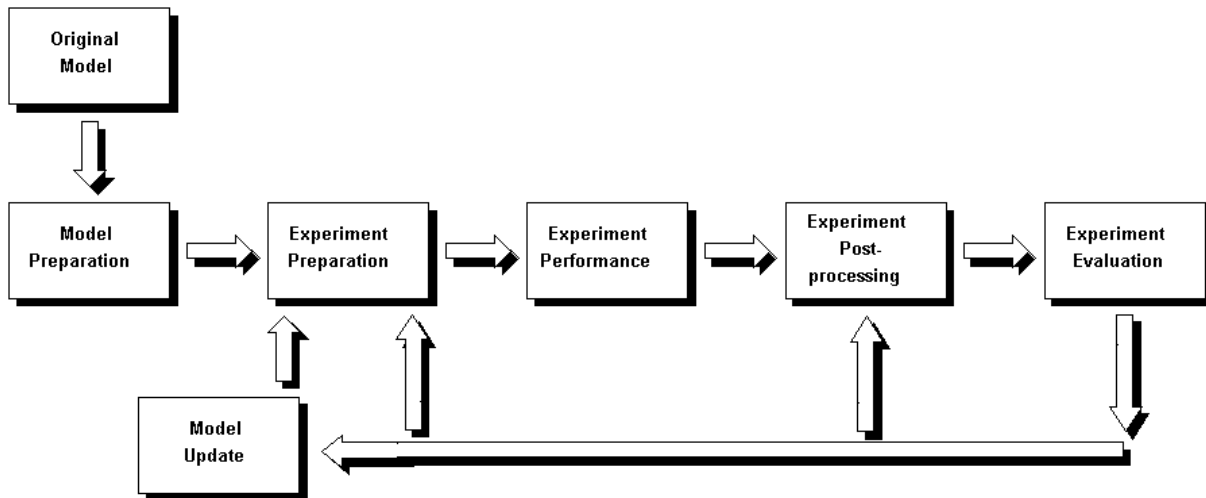 Original
Model
Model
Preparation
Experiment
Preparation
Experiment
Performance
Experiment
Post-
processing
Experiment
Evaluation
Model
Update